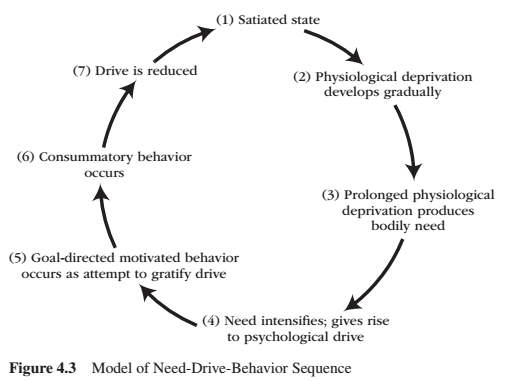 (1) Satiated state
(2) Physiological deprivation
develops gradually
(3) Prolonged physiological
deprivation produces
bodily need
(4) Need intensifies; gives rise
to psychological drive
(5) Goal-directed motivated behavior
occurs as attempt to gratify drive
(6) Consummatory behavior
occurs
(7) Drive is reduced
Figure 4.3 Model of Need-Drive-Behavior Sequence